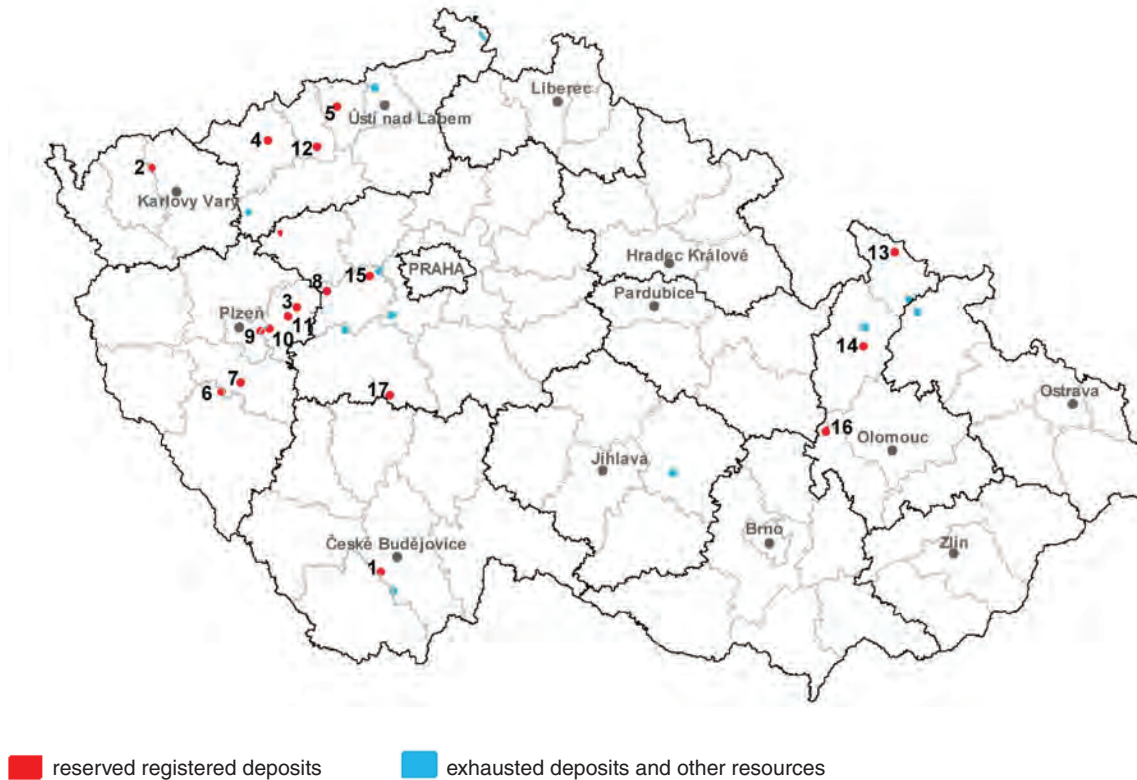 Liberec
5
Ústí nad Labem
4
12
2
Karlovy Vary
Hradec Králové
13
15
PRAHA
8
Pardubice
3
Plzeň
11
9
10
14
7
6
17
Ostrava
16
Olomouc
Jihlava
Brno
Zlín
České Budějovice
1
reserved registered deposits
exhausted deposits and other resources